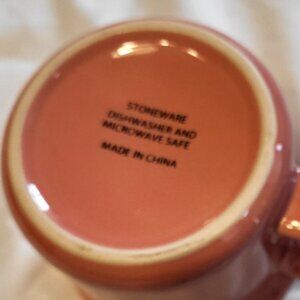 STONEWARE
DISHWASHER AND
MICROWAVE SAFE
MADE IN CHINA